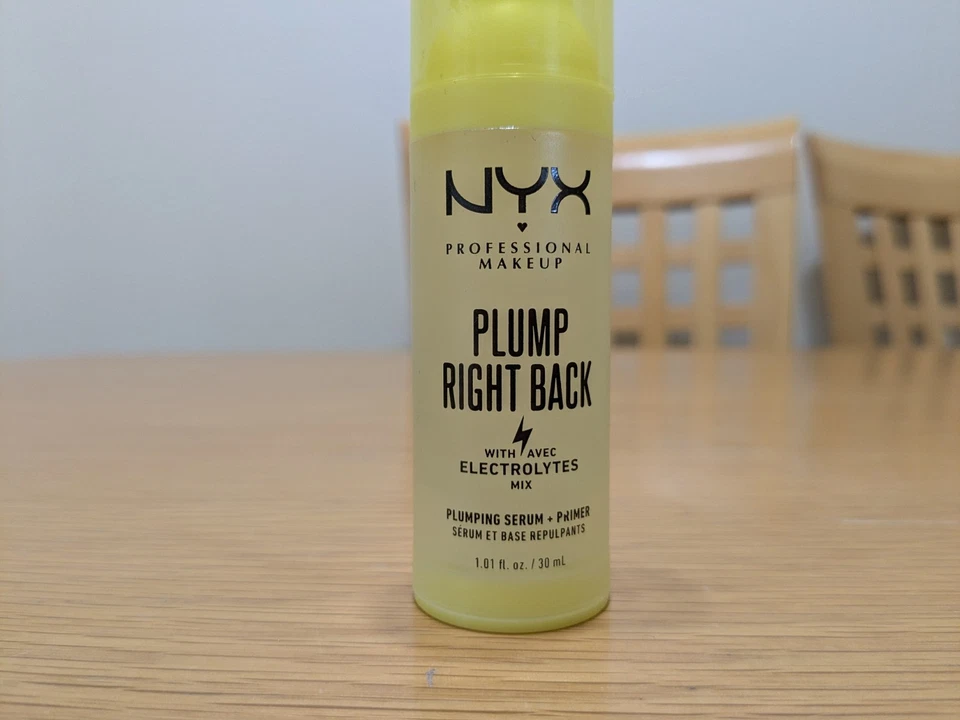 NYX
PROFESSIONAL
MAKEUP
PLUMP
RIGHT BACK
WITH AVEC
ELECTROLYTES
MIX
PLUMPING SERUM + PRIMER
SÉRUM ET BASE REPULPANTS
1.01 fl. oz. / 30 mL